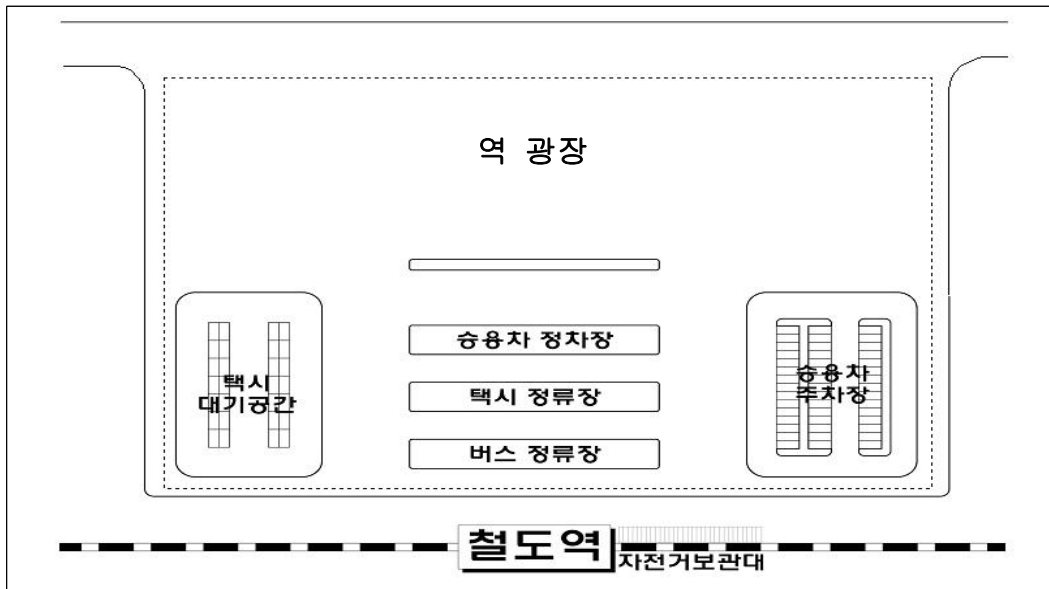 역 광장
승용차 정차장
택시
대기공간
택시 정류장
승용차
주차장
버스 정류장
철도역
자전거보관대